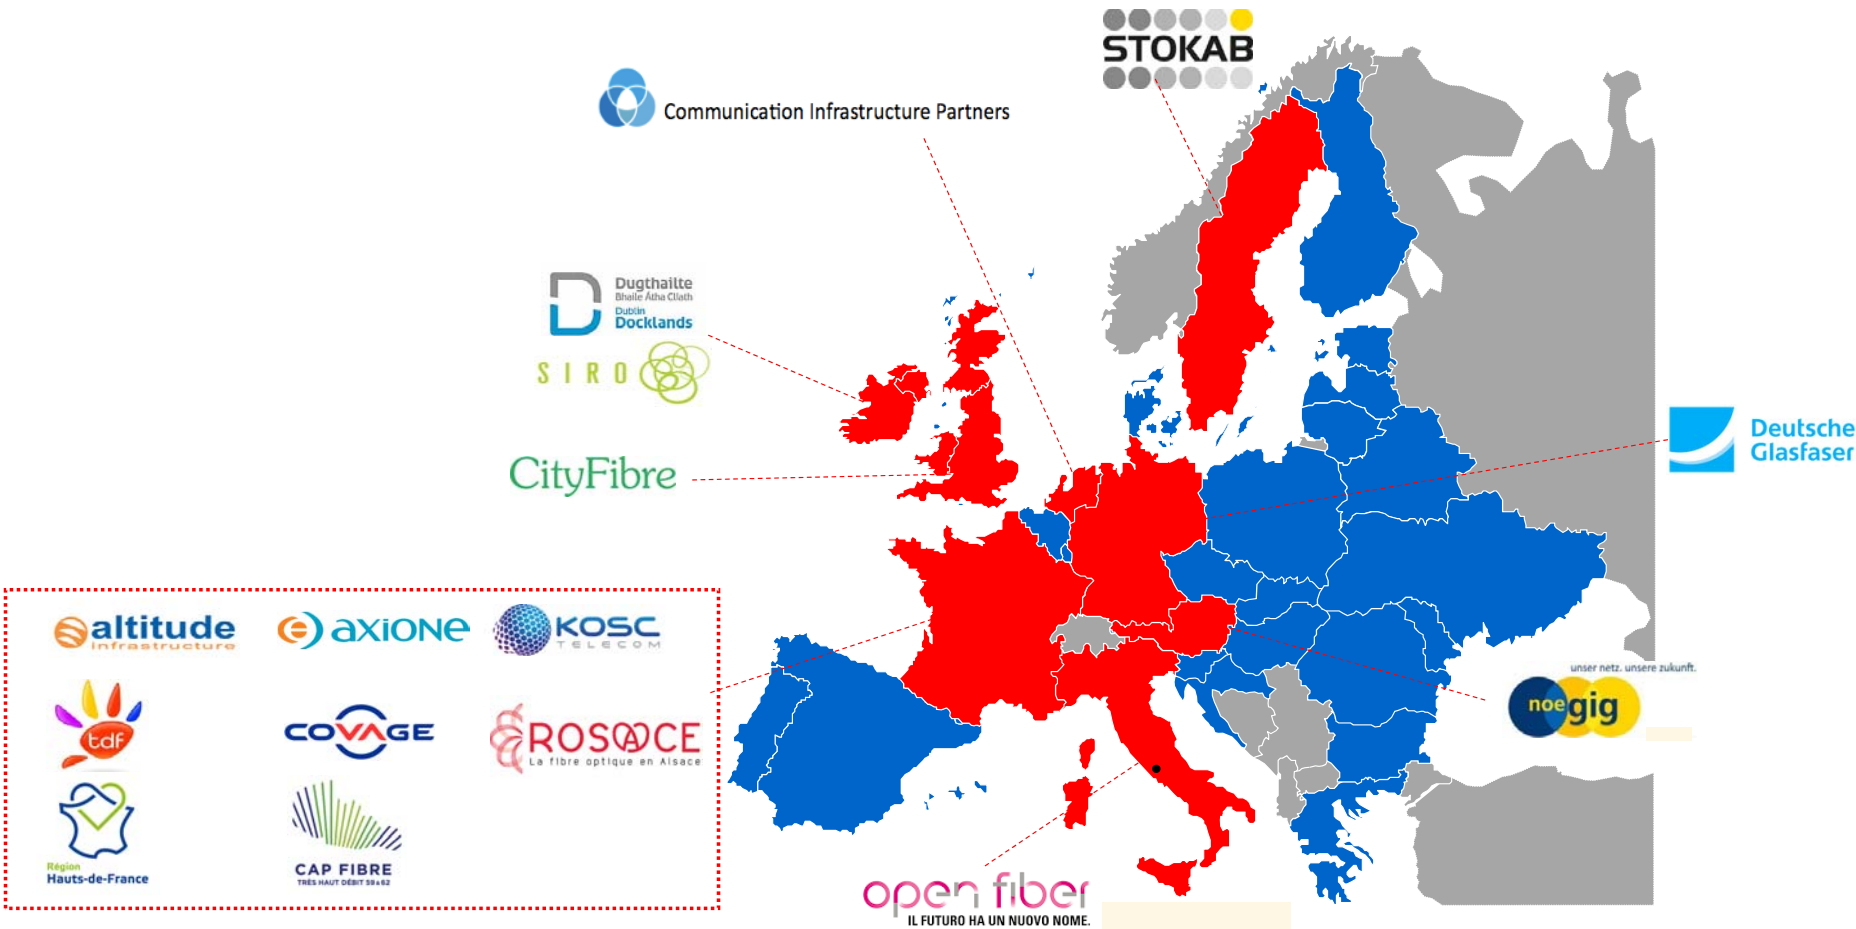 STOKAB
Communication Infrastructure Partners
Dugthailte
Bhaile Átha Cliath
Dublin
Docklands
SIRO
CityFibre
Deutsche
Glasfaser
altitude
infrastructure
axione
KOSC
TELECOM
tdf
COVAGE
ROSACE
La fibre optique en Alsace
Région
Hauts-de-France
CAP FIBRE
TRÈS HAUT DÉBIT 59&62
unser netz. unsere zukunft.
noegig
open fiber
IL FUTURO HA UN NUOVO NOME.